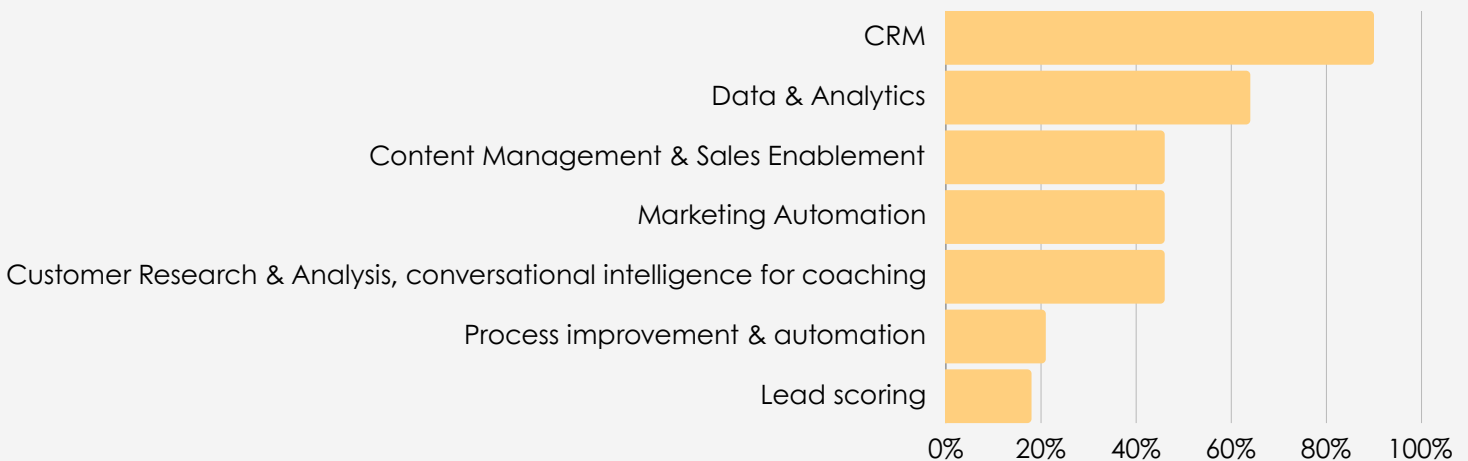 CRM
Data & Analytics
Content Management & Sales Enablement
Marketing Automation
Customer Research & Analysis, conversational intelligence for coaching
Process improvement & automation
Lead scoring
0% 20% 40% 60% 80% 100%